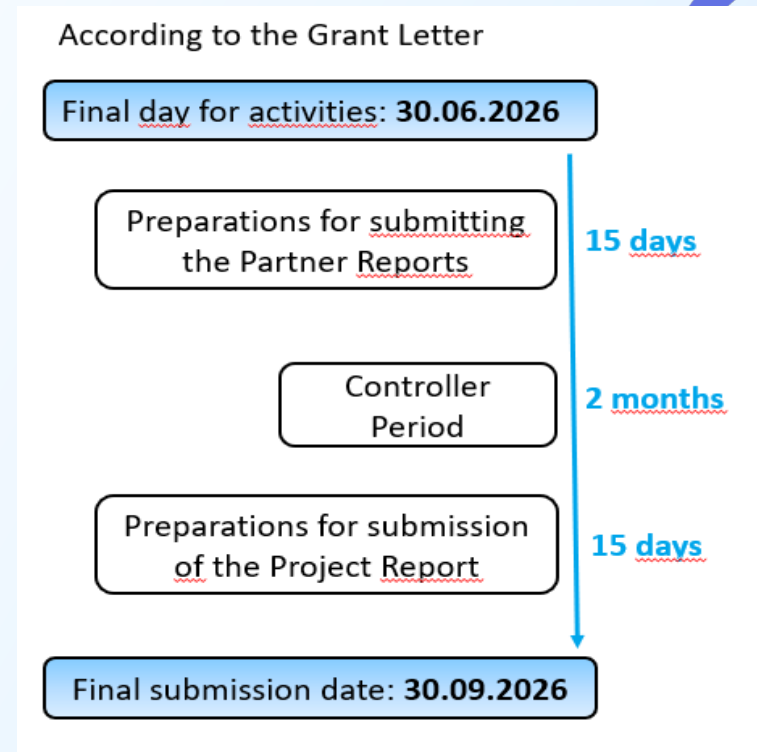 According to the Grant Letter
Final day for activities: 30.06.2026
Preparations for submitting
the Partner Reports
15 days
Controller
Period
2 months
Preparations for submission
of the Project Report
15 days
Final submission date: 30.09.2026